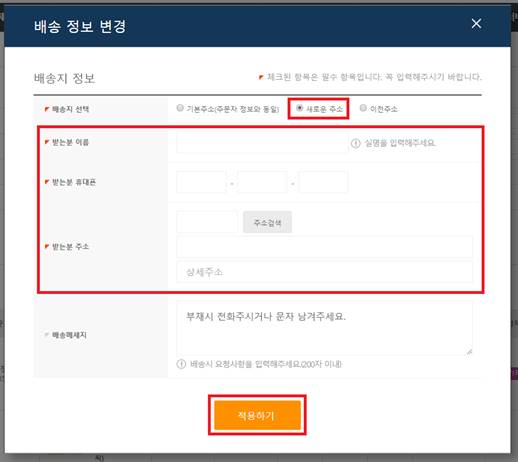 배송 정보 변경
배송지 정보
체크된 항목은 필수 항목입니다. 꼭 입력해주시기 바랍니다.
배송지 선택
기본주소(주문자 정보와 동일) 새로운 주소 이전주소
받는분 이름
실명을 입력해주세요.
받는분 휴대폰
- -
받는분 주소
주소검색
상세주소
배송메세지
부재시 전화주시거나 문자 남겨주세요.
배송시 요청사항을 입력해주세요.(200자 이내)
적용하기